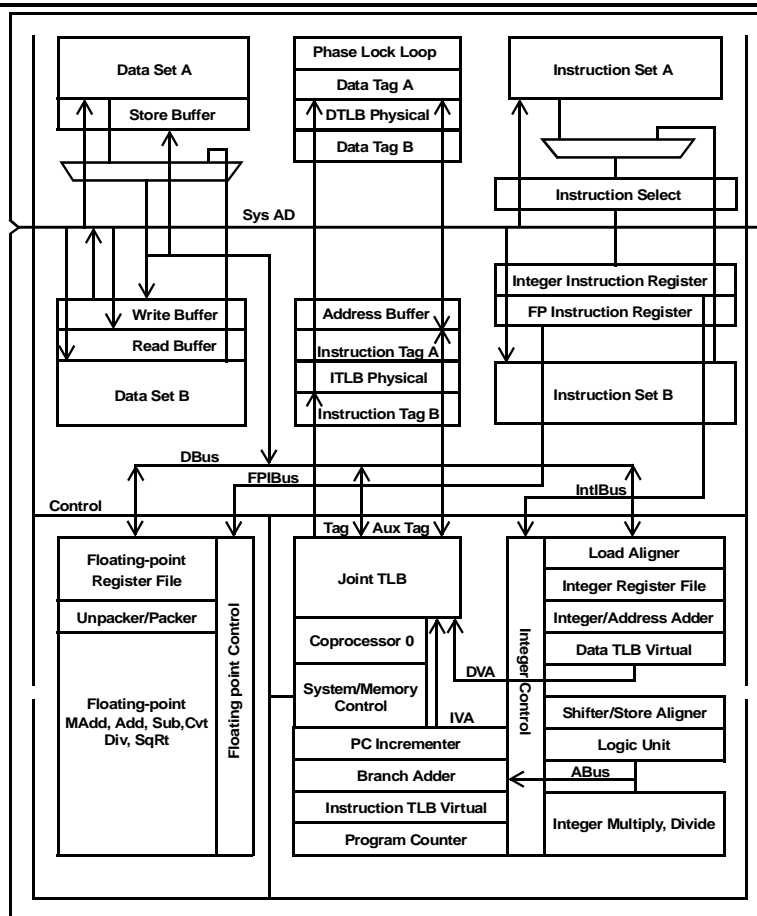 Data Set A
Store Buffer
Phase Lock Loop
Data Tag A
DTLB Physical
Data Tag B
Instruction Set A
Instruction Select
Sys AD
Write Buffer
Read Buffer
Data Set B
Address Buffer
Instruction Tag A
ITLB Physical
Instruction Tag B
Integer Instruction Register
FP Instruction Register
Instruction Set B
DBus
FPIBus
IntIBus
Control
Tag
Aux Tag
Floating-point
Register File
Unpacker/Packer
Floating-point
MAdd, Add, Sub,Cvt
Div, SqRt
Floating point Control
Joint TLB
Coprocessor 0
System/Memory
Control
DVA
IVA
PC Incrementer
Branch Adder
Instruction TLB Virtual
Program Counter
Integer Control
Load Aligner
Integer Register File
Integer/Address Adder
Data TLB Virtual
Shifter/Store Aligner
Logic Unit
ABus
Integer Multiply, Divide